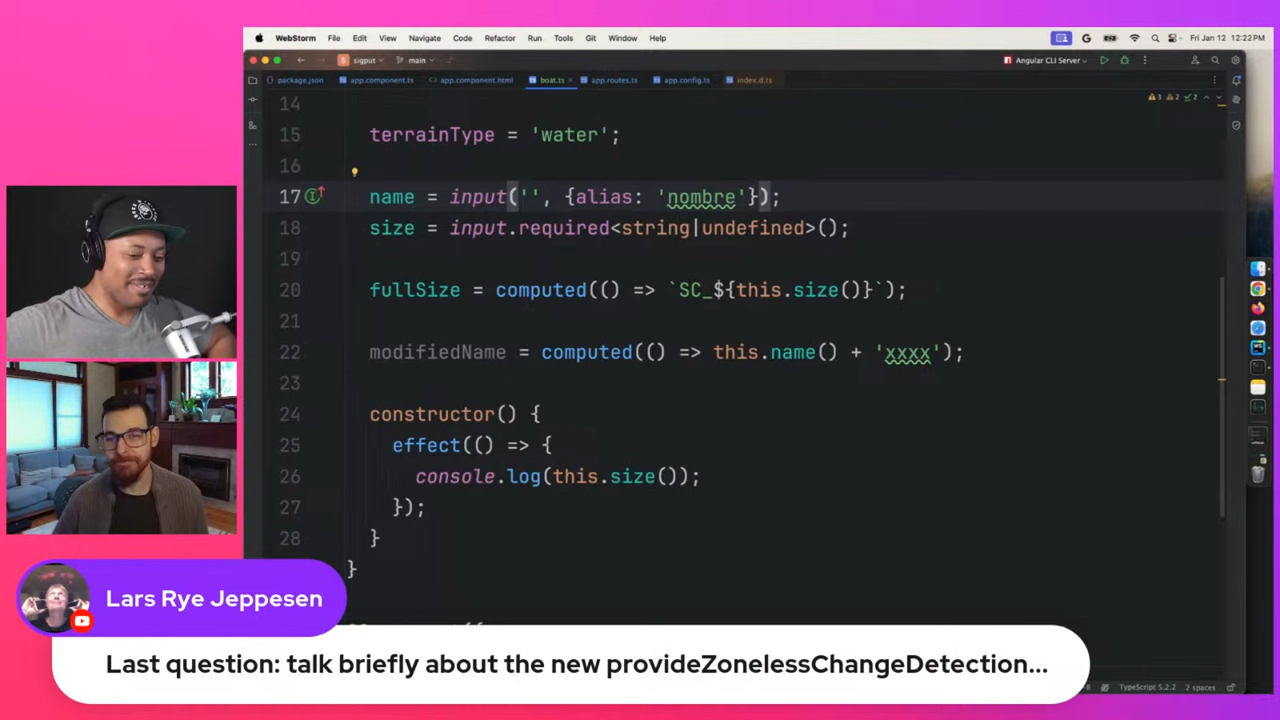 WebStorm File Edit View Navigate Code Refactor Run Tools Git Window Help Fri Jan 12 12:22PM
sigput main Angular CLI Server
package.json app.component.ts app.component.html boat.ts app.routes.ts app.config.ts index.d.ts
14
15 terrainType = 'water';
16
17 name = input('', {alias: 'nombre'});
18 size = input.required<string|undefined>();
19
20 fullSize = computed(() => `SC_${this.size()}`);
21
22 modifiedName = computed(() => this.name() + 'xxxx');
23
24 constructor() {
25 effect(() => {
26 console.log(this.size());
27 });
28 }
}
Lars Rye Jeppesen
Last question: talk briefly about the new provideZonelessChangeDetection...
TypeScript 5.2.2 2 spaces